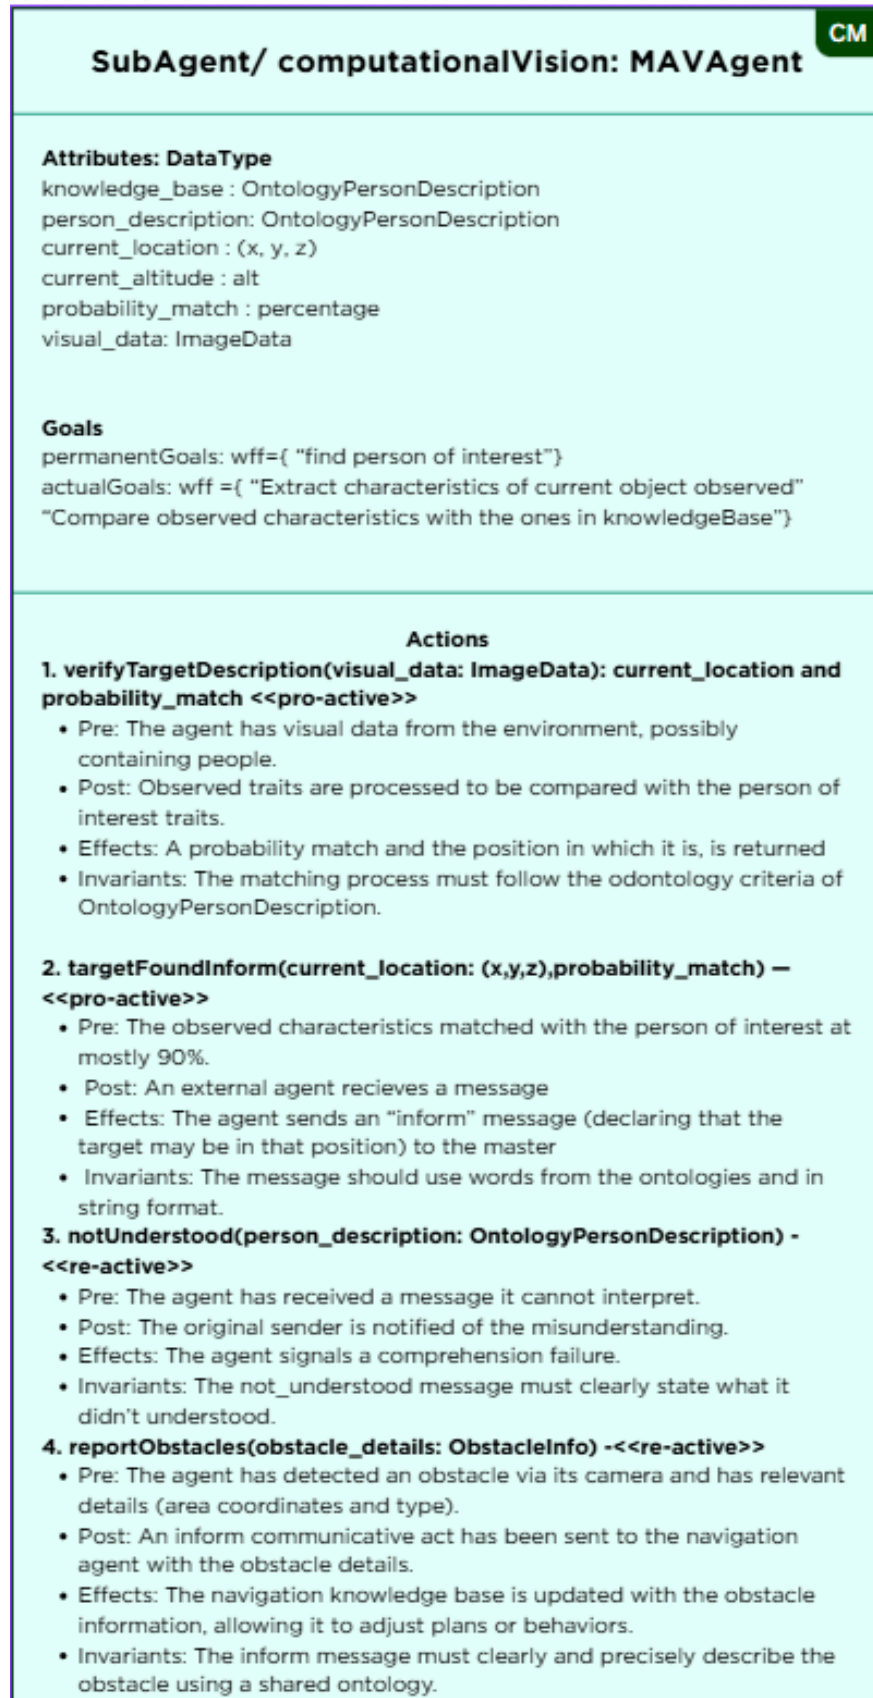 CM
SubAgent/ computationalVision: MAVAgent
Attributes: DataType
knowledge_base : OntologyPersonDescription
person_description: OntologyPersonDescription
current_location : (x, y, z)
current_altitude : alt
probability_match : percentage
visual_data: ImageData
Goals
permanentGoals: wff={ “find person of interest”}
actualGoals: wff ={ “Extract characteristics of current object observed”
“Compare observed characteristics with the ones in knowledgeBase”}
Actions
1. verifyTargetDescription(visual_data: ImageData): current_location and
probability_match <<pro-active>>
• Pre: The agent has visual data from the environment, possibly
containing people.
• Post: Observed traits are processed to be compared with the person of
interest traits.
• Effects: A probability match and the position in which it is, is returned
• Invariants: The matching process must follow the odontology criteria of
OntologyPersonDescription.
2. targetFoundInform(current_location: (x,y,z),probability_match) —
<<pro-active>>
• Pre: The observed characteristics matched with the person of interest at
mostly 90%.
• Post: An external agent recieves a message
• Effects: The agent sends an “inform” message (declaring that the
target may be in that position) to the master
• Invariants: The message should use words from the ontologies and in
string format.
3. notUnderstood(person_description: OntologyPersonDescription) -
<<re-active>>
• Pre: The agent has received a message it cannot interpret.
• Post: The original sender is notified of the misunderstanding.
• Effects: The agent signals a comprehension failure.
• Invariants: The not_understood message must clearly state what it
didn’t understood.
4. reportObstacles(obstacle_details: ObstacleInfo) -<<re-active>>
• Pre: The agent has detected an obstacle via its camera and has relevant
details (area coordinates and type).
• Post: An inform communicative act has been sent to the navigation
agent with the obstacle details.
• Effects: The navigation knowledge base is updated with the obstacle
information, allowing it to adjust plans or behaviors.
• Invariants: The inform message must clearly and precisely describe the
obstacle using a shared ontology.